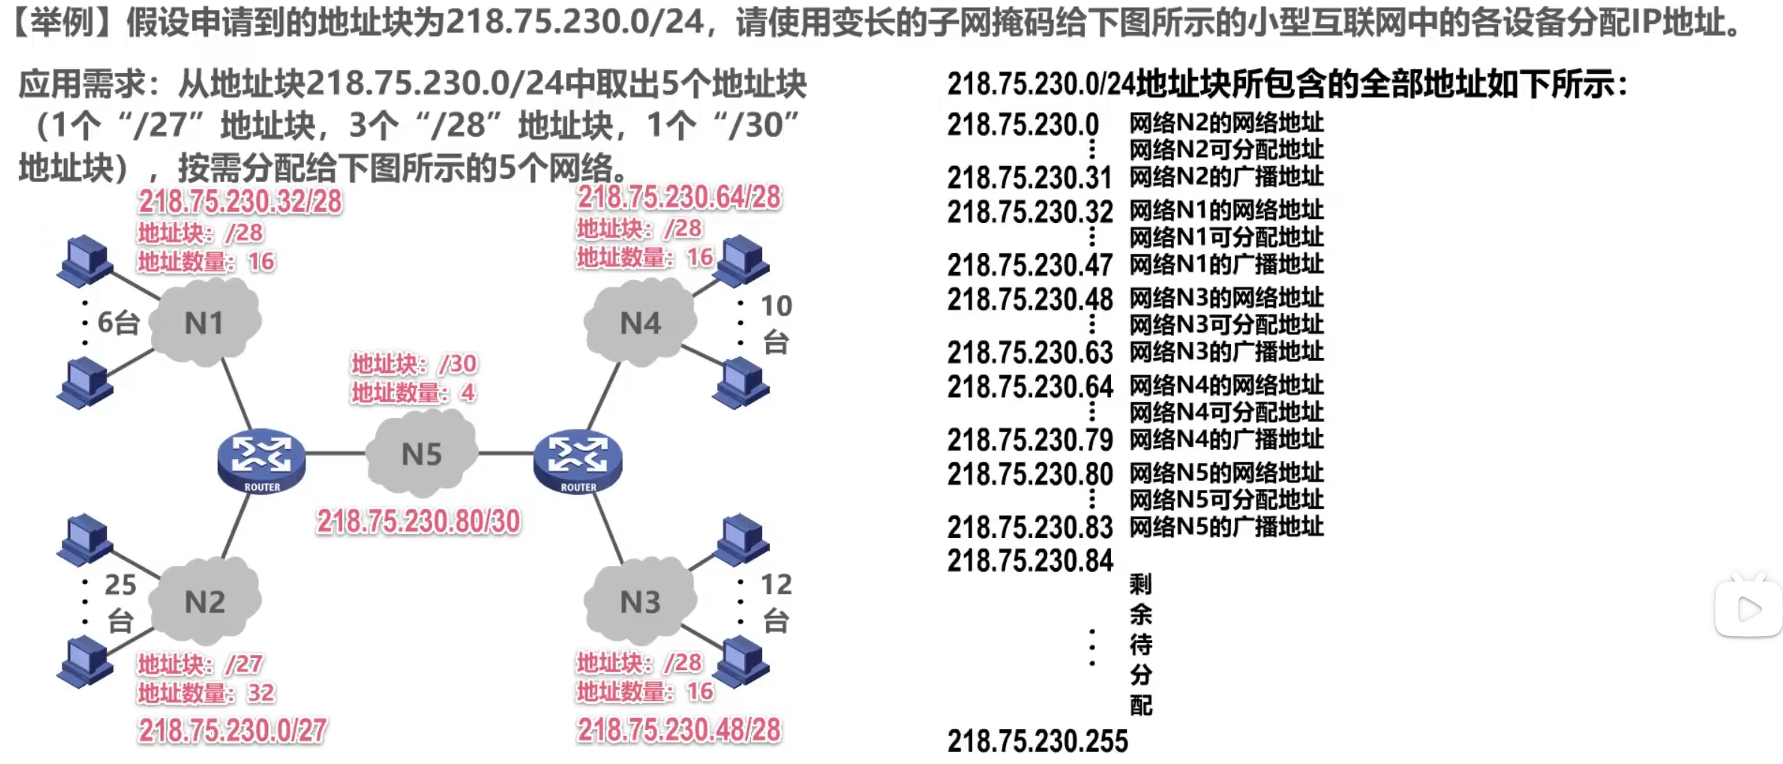 【举例】假设申请到的地址块为218.75.230.0/24，请使用变长的子网掩码给下图所示的小型互联网中的各设备分配IP地址。
应用需求：从地址块218.75.230.0/24中取出5个地址块
（1个“/27”地址块，3个“/28”地址块，1个“/30”
地址块），按需分配给下图所示的5个网络。
218.75.230.32/28
地址块：/28
地址数量：16
6台
N1
218.75.230.64/28
地址块：/28
地址数量：16
N4
10
台
地址块：/30
地址数量：4
N5
ROUTER
ROUTER
218.75.230.80/30
25
台
N2
地址块：/27
地址数量：32
218.75.230.0/27
N3
12
台
地址块：/28
地址数量：16
218.75.230.48/28
218.75.230.0/24地址块所包含的全部地址如下所示：
218.75.230.0 网络N2的网络地址
⋮ 网络N2可分配地址
218.75.230.31 网络N2的广播地址
218.75.230.32 网络N1的网络地址
⋮ 网络N1可分配地址
218.75.230.47 网络N1的广播地址
218.75.230.48 网络N3的网络地址
⋮ 网络N3可分配地址
218.75.230.63 网络N3的广播地址
218.75.230.64 网络N4的网络地址
⋮ 网络N4可分配地址
218.75.230.79 网络N4的广播地址
218.75.230.80 网络N5的网络地址
⋮ 网络N5可分配地址
218.75.230.83 网络N5的广播地址
218.75.230.84
⋮
剩
余
待
分
配
218.75.230.255